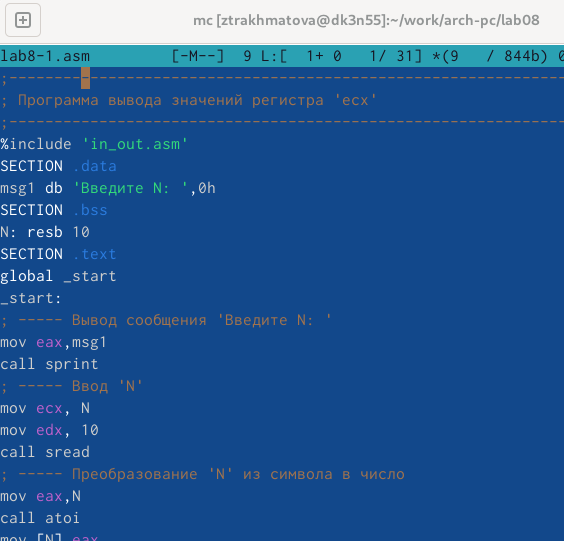 mc [ztrakhmatova@dk3n55]:~/work/arch-pc/lab08
lab8-1.asm [-M--] 9 L:[ 1+ 0 1/ 31] *(9 / 844b) 0
;--------------------------------------------------------------
; Программа вывода значений регистра 'ecx'
;--------------------------------------------------------------
%include 'in_out.asm'
SECTION .data
msg1 db 'Введите N: ',0h
SECTION .bss
N: resb 10
SECTION .text
global _start
_start:
; ----- Вывод сообщения 'Введите N: '
mov eax,msg1
call sprint
; ----- Ввод 'N'
mov ecx, N
mov edx, 10
call sread
; ----- Преобразование 'N' из символа в число
mov eax,N
call atoi
mov [N],eax